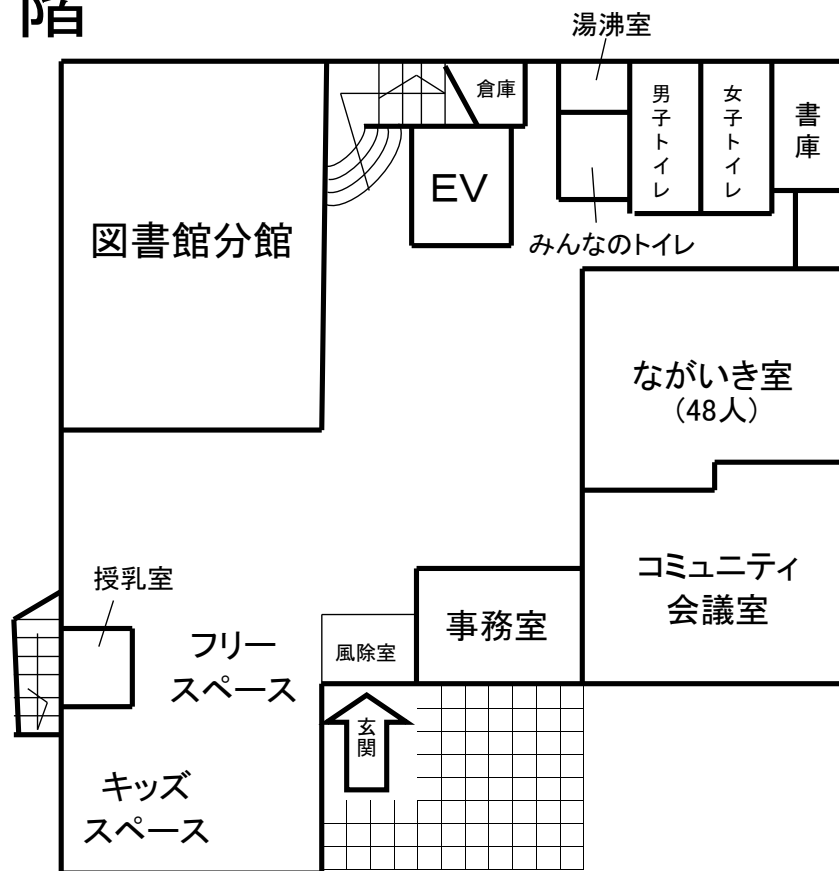 階
湯沸室
倉庫
男子トイレ
女子トイレ
書庫
EV
図書館分館
みんなのトイレ
ながいき室
（48人）
授乳室
コミュニティ
会議室
事務室
風除室
フリー
スペース
玄関
キッズ
スペース